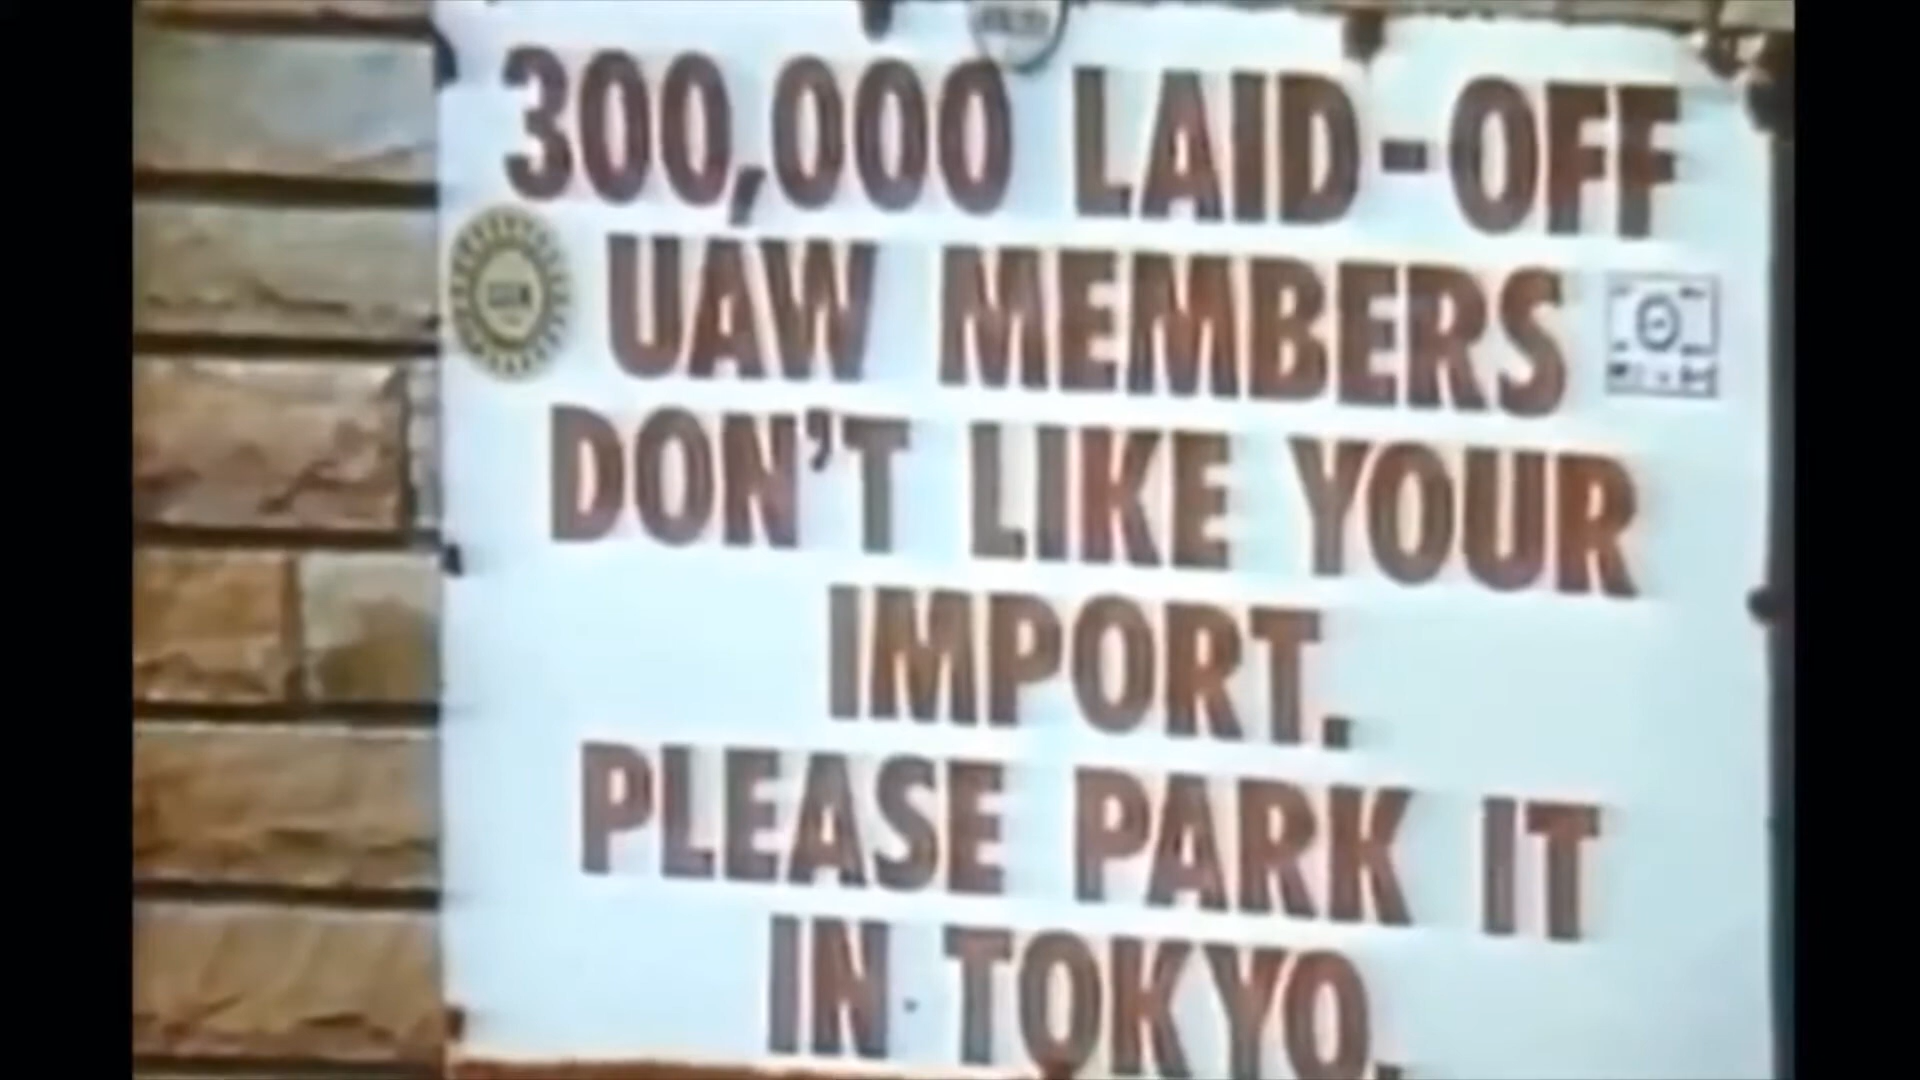 300,000 LAID-OFF
UAW MEMBERS
DON'T LIKE YOUR
IMPORT.
PLEASE PARK IT
IN TOKYO.